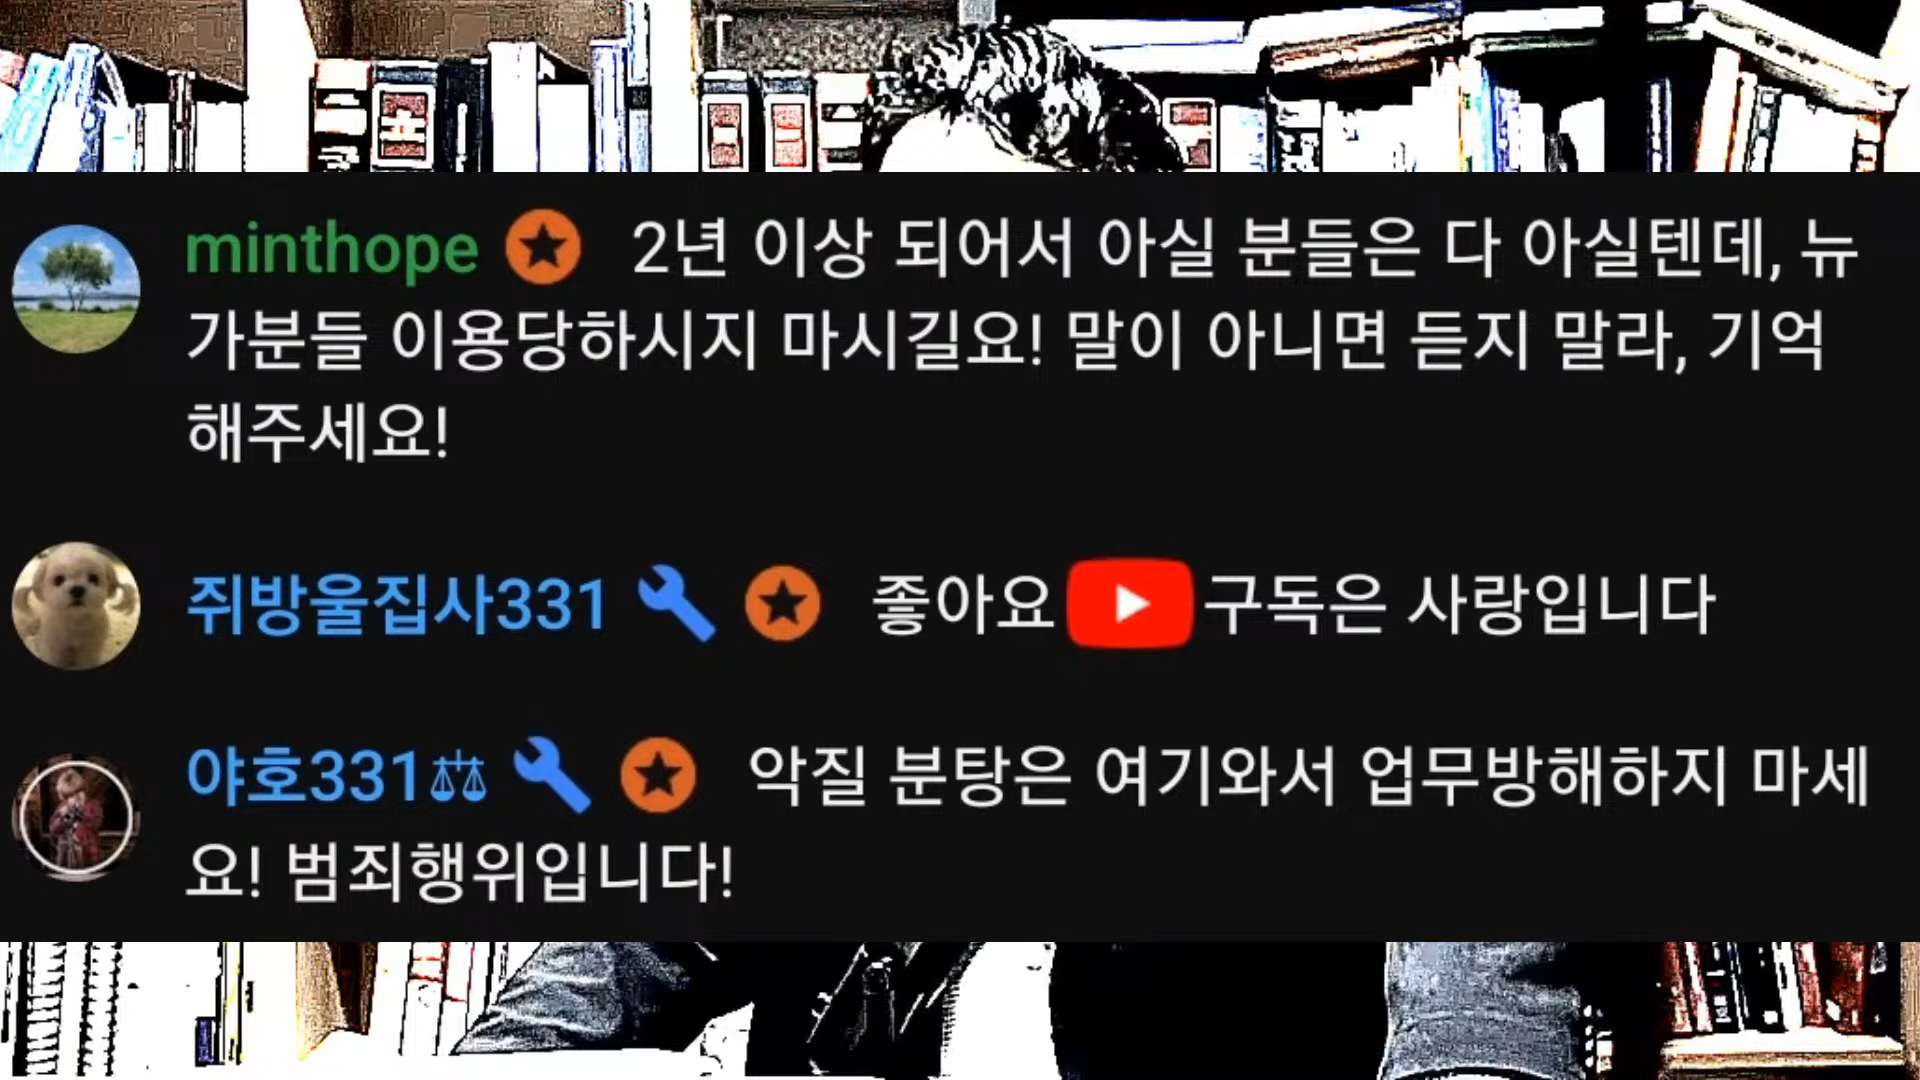 minthope 2년 이상 되어서 아실 분들은 다 아실텐데, 뉴
가분들 이용당하시지 마시길요! 말이 아니면 듣지 말라, 기억
해주세요!
쥐방울집사331 좋아요 구독은 사랑입니다
야호331⚖⚖ 악질 분탕은 여기와서 업무방해하지 마세
요! 범죄행위입니다!